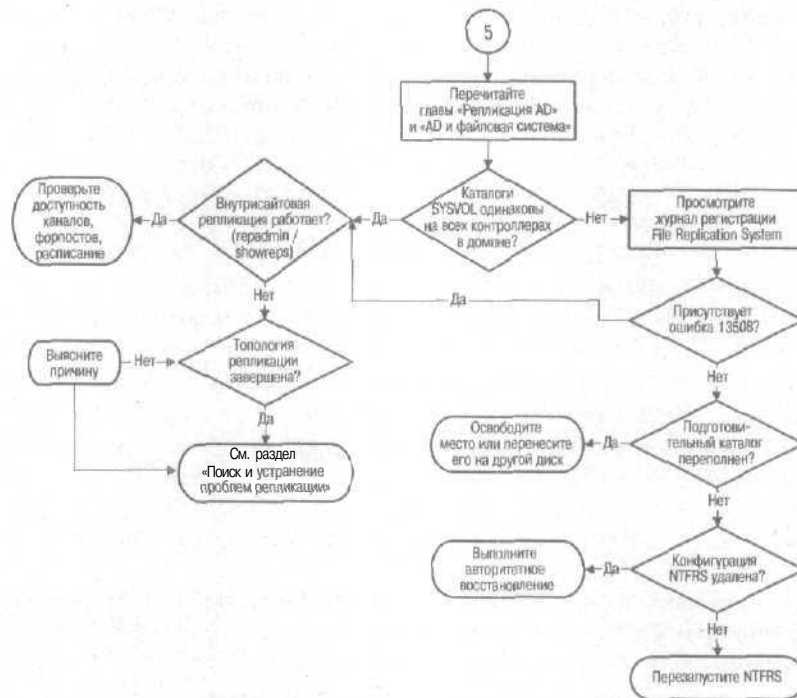 5
Перечитайте
главы «Репликация AD»
и «AD и файловая система»
Каталоги
SYSVOL одинаковы
на всех контроллерах
в домене?
Да
Нет
Внутрисайтовая
репликация работает?
(repadmin /
showreps)
Да
Проверьте
доступность
каналов,
форпостов,
расписание
Просмотрите
журнал регистрации
File Replication System
Нет
Да
Присутствует
ошибка 13508?
Топология
репликации
завершена?
Выясните
причину
Нет
Да
См. раздел
«Поиск и устранение
проблем репликации»
Нет
Подготови-
тельный каталог
переполнен?
Да
Освободите
место или перенесите
его на другой диск
Нет
Конфигурация
NTFRS удалена?
Да
Выполните
авторитетное
восстановление
Нет
Перезапустите NTFRS